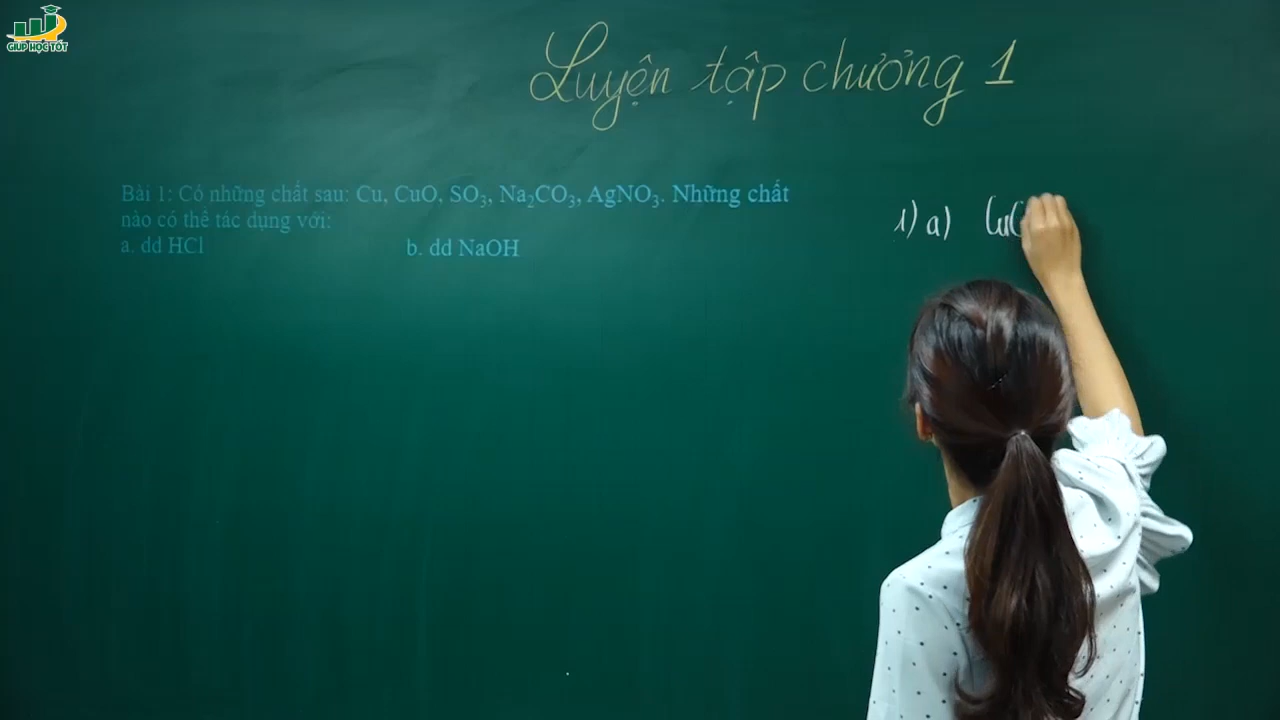 GIÚP HỌC TỐT
Luyện tập chương 1
Bài 1: Có những chất sau: Cu, CuO, SO₃, Na₂CO₃, AgNO₃. Những chất
nào có thể tác dụng với:
a. dd HCl b. dd NaOH
1) a)